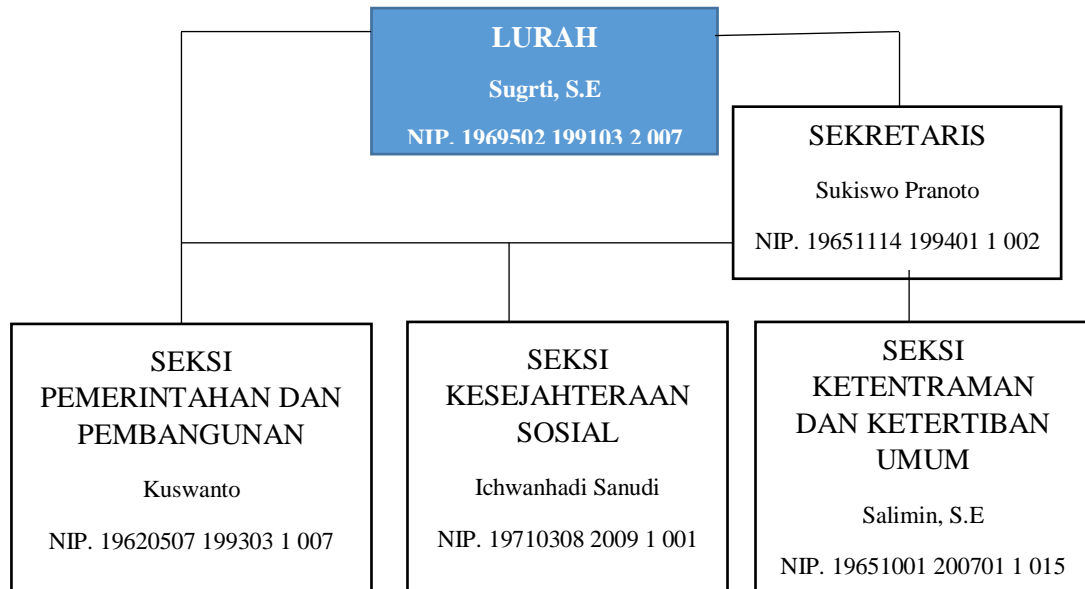 LURAH
Sugrti, S.E
NIP. 1969502 199103 2 007
SEKRETARIS
Sukiswo Pranoto
NIP. 19651114 199401 1 002
SEKSI
PEMERINTAHAN DAN
PEMBANGUNAN
Kuswanto
NIP. 19620507 199303 1 007
SEKSI
KESEJAHTERAAN
SOSIAL
Ichwanhadi Sanudi
NIP. 19710308 2009 1 001
SEKSI
KETENTRAMAN
DAN KETERTIBAN
UMUM
Salimin, S.E
NIP. 19651001 200701 1 015